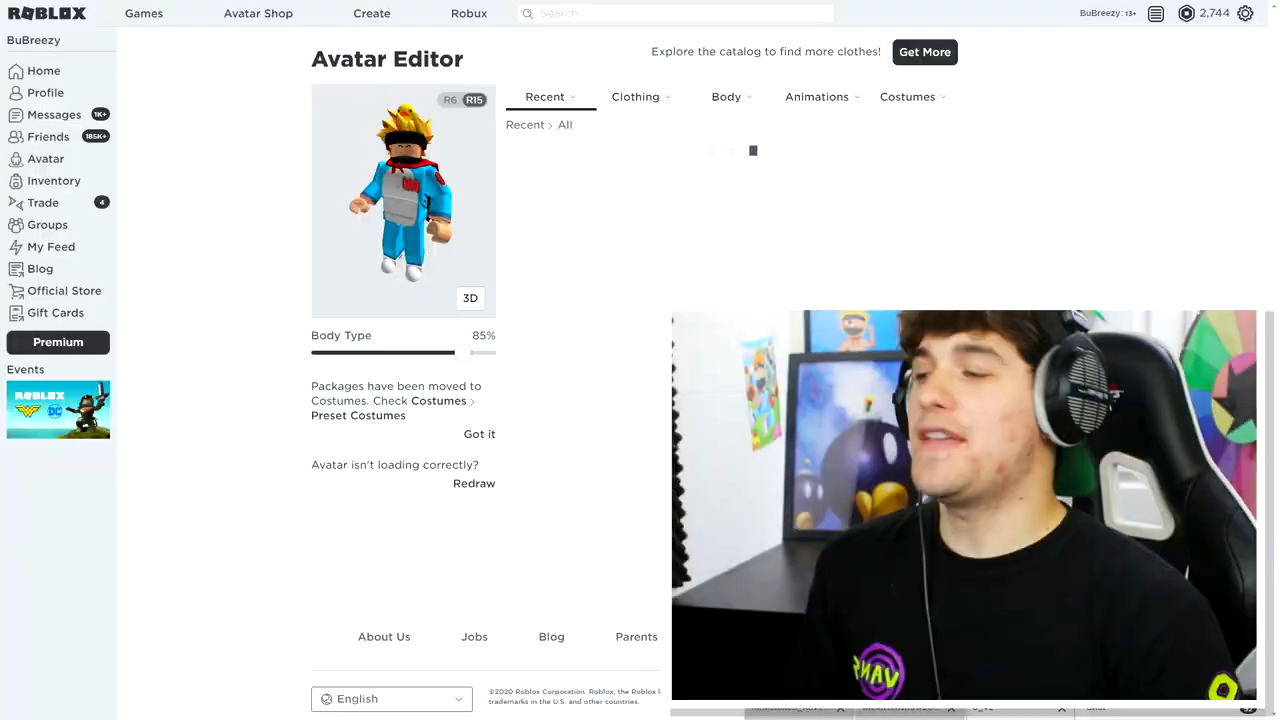 ROBLOX
Games
Avatar Shop
Create
Robux
Search
BuBreezy: 13+
2,744
BuBreezy
Home
Profile
Messages
1K+
Friends
185K+
Avatar
Inventory
Trade
4
Groups
My Feed
Blog
Official Store
Gift Cards
Premium
Events
ROBLOX
DC
Avatar Editor
Explore the catalog to find more clothes!
Get More
R6
R15
3D
Recent
Clothing
Body
Animations
Costumes
Recent > All
Body Type
85%
Packages have been moved to
Costumes. Check Costumes >
Preset Costumes
Got it
Avatar isn't loading correctly?
Redraw
About Us
Jobs
Blog
Parents
English
©2020 Roblox Corporation. Roblox, the Roblox l
trademarks in the U.S. and other countries.
VANS